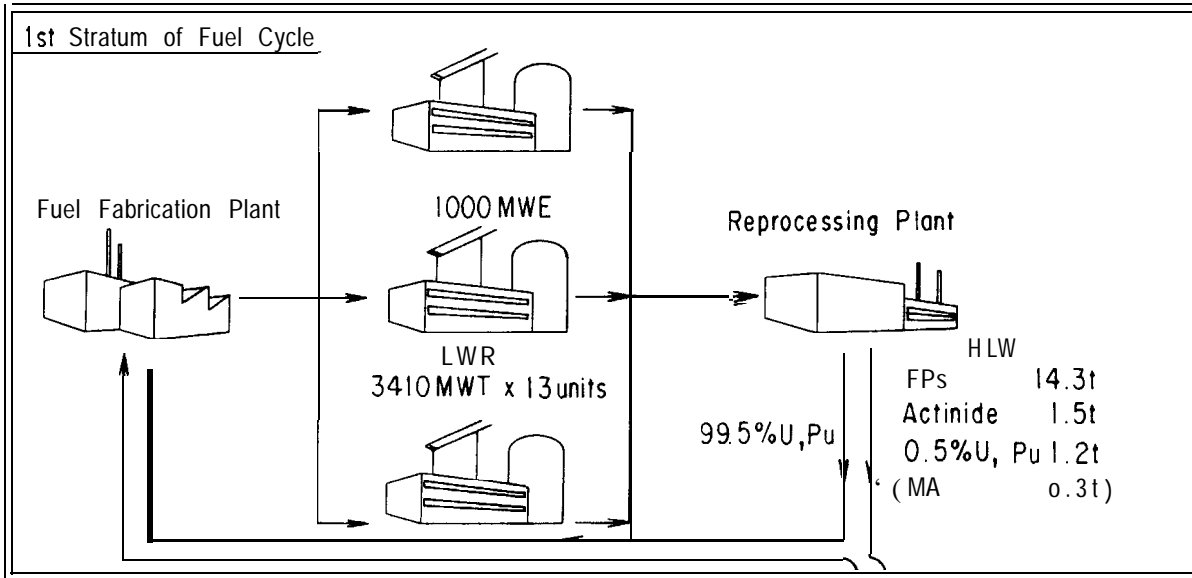 1st Stratum of Fuel Cycle
Fuel Fabrication Plant
1000 MWE
LWR
3410 MWT x 13 units
Reprocessing Plant
99.5%U, Pu
HLW
FPs 14.3t
Actinide 1.5t
0.5%U, Pu 1.2t
(MA 0.3t)